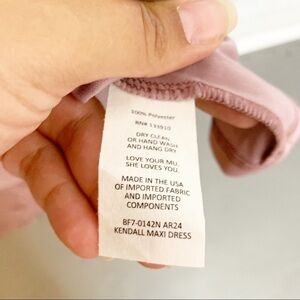 100% Polyester
RN# 133910
DRY CLEAN
OR HAND WASH
AND HANG DRY
LOVE YOUR MU.
SHE LOVES YOU.
MADE IN THE USA
OF IMPORTED FABRIC
AND IMPORTED
COMPONENTS
BF7-0142N AR24
KENDALL MAXI DRESS